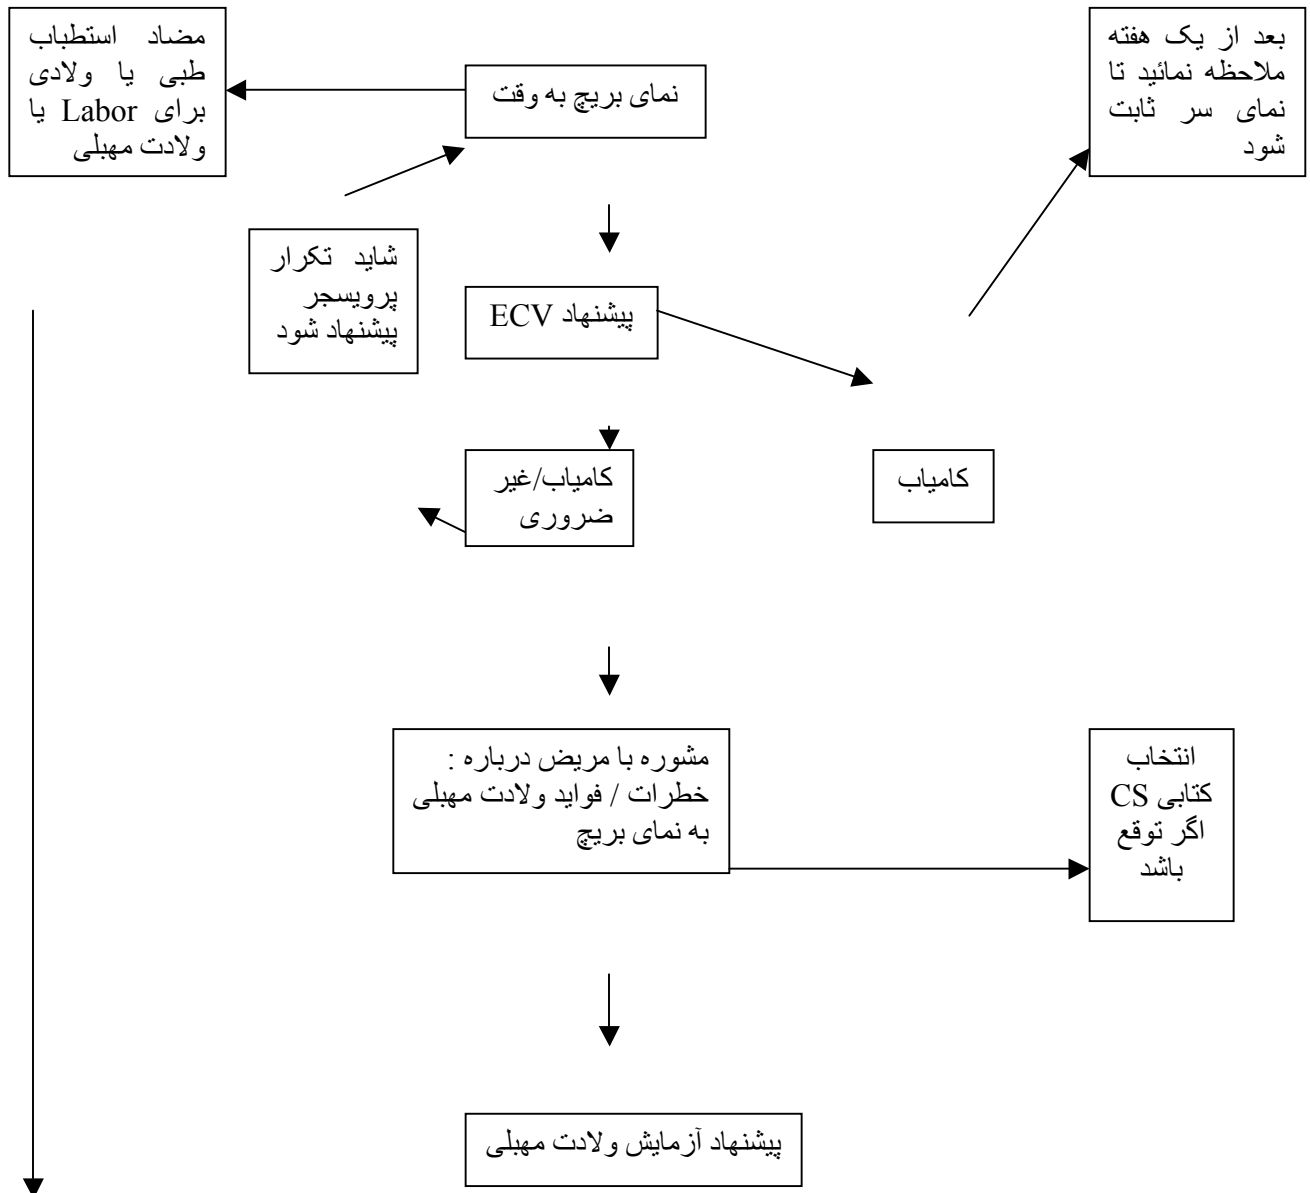 مضاد استطباب
طبی یا ولادی
برای Labor یا
ولادت مهبلی
نمای بریچ به وقت
بعد از یک هفته
ملاحظه نمائید تا
نمای سر ثابت
شود
شاید تکرار
پرویسجر
پیشنهاد شود
پیشنهاد ECV
کامیاب/غیر
ضروری
کامیاب
مشوره با مریض درباره :
خطرات / فواید ولادت مهبلی
به نمای بریچ
انتخاب
کتابی CS
اگر توقع
باشد
پیشنهاد آزمایش ولادت مهبلی